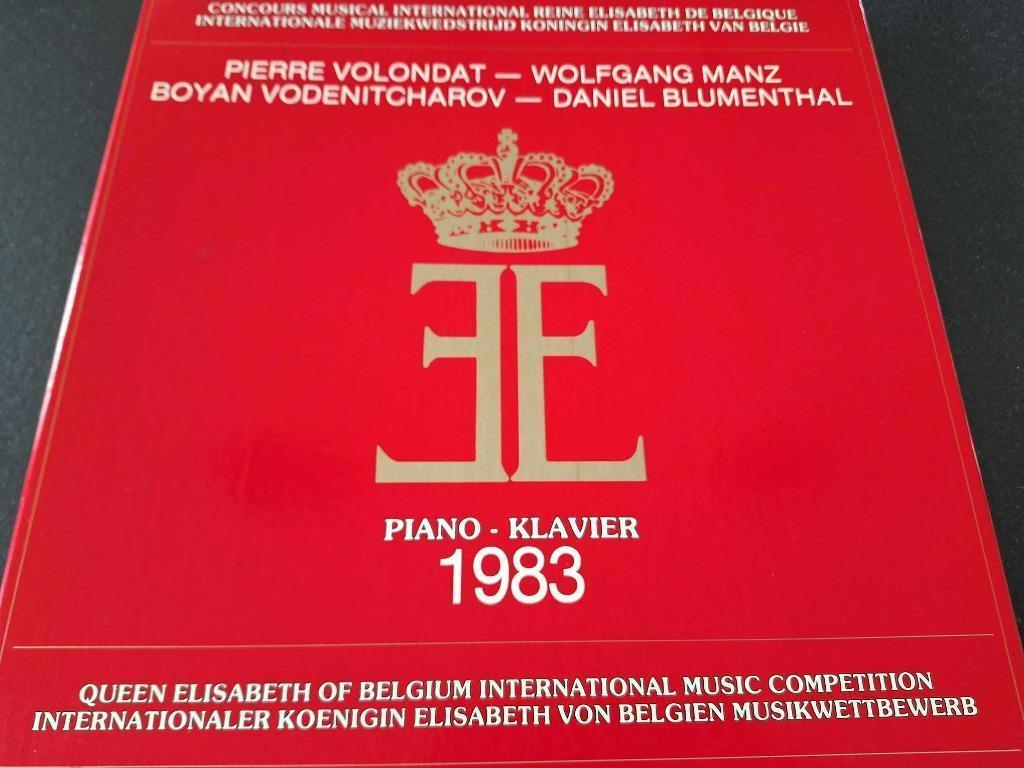 CONCOURS MUSICAL INTERNATIONAL REINE ELISABETH DE BELGIQUE
INTERNATIONALE MUZIEKWEDSTRIJD KONINGIN ELISABETH VAN BELGIE
PIERRE VOLONDAT — WOLFGANG MANZ
BOYAN VODENITCHAROV — DANIEL BLUMENTHAL
PIANO - KLAVIER
1983
QUEEN ELISABETH OF BELGIUM INTERNATIONAL MUSIC COMPETITION
INTERNATIONALER KOENIGIN ELISABETH VON BELGIEN MUSIKWETTBEWERB